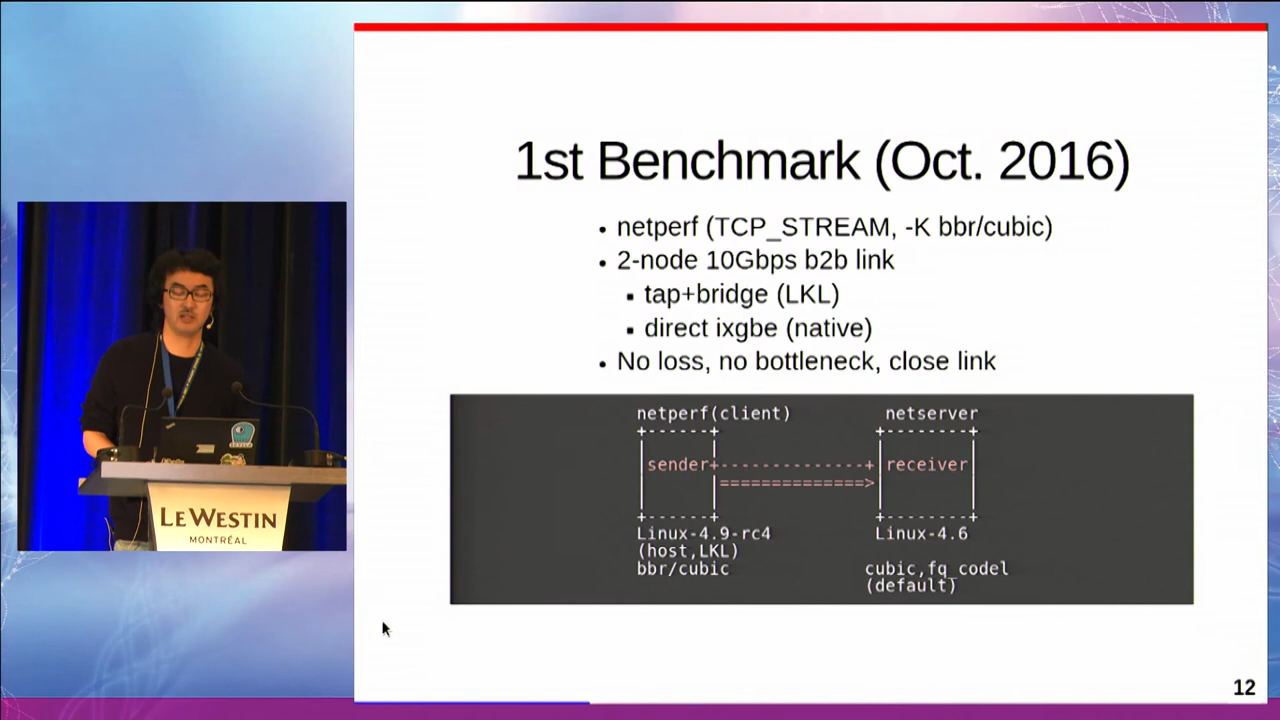 1st Benchmark (Oct. 2016)
• netperf (TCP_STREAM, -K bbr/cubic)
• 2-node 10Gbps b2b link
▪ tap+bridge (LKL)
▪ direct ixgbe (native)
• No loss, no bottleneck, close link
netperf(client) netserver
sender receiver
Linux-4.9-rc4 Linux-4.6
(host,LKL)
bbr/cubic cubic,fq_codel
(default)
12
LE WESTIN
MONTRÉAL